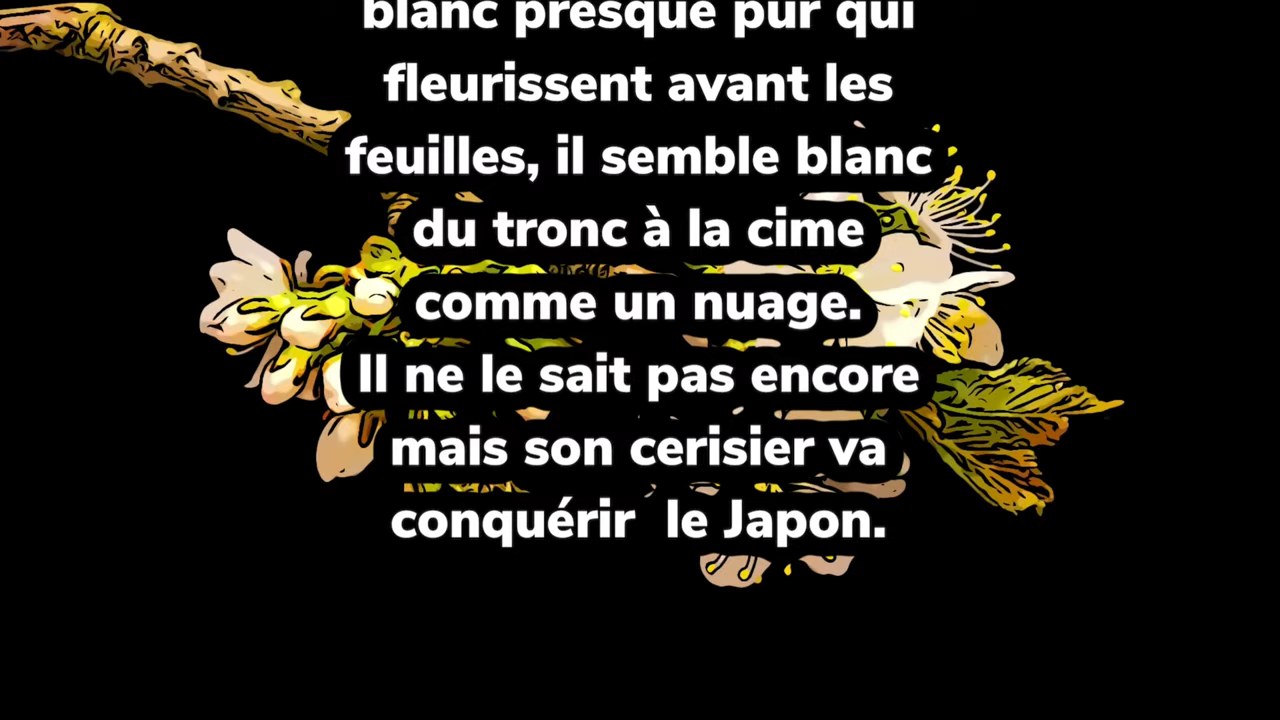 blanc presque pur qui
fleurissent avant les
feuilles, il semble blanc
du tronc à la cime
comme un nuage.
Il ne le sait pas encore
mais son cerisier va
conquérir  le Japon.